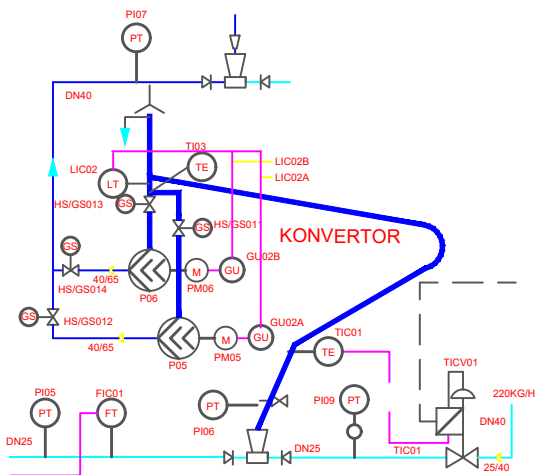 PI07
PT
DN40
TI03
LIC02
LT
TE
LIC02B
LIC02A
GS
HS/GS013
HS/GS011
GS
KONVERTOR
GS
GU02B
M
GU
40/65
PM06
HS/GS014
P06
GU02A
GS
HS/GS012
M
GU
TIC01
40/65
PM05
TE
P05
TICV01
PI05
FIC01
PI09
220KG/H
PT
FT
PT
PT
DN40
PI06
DN25
DN25
TIC01
25/40